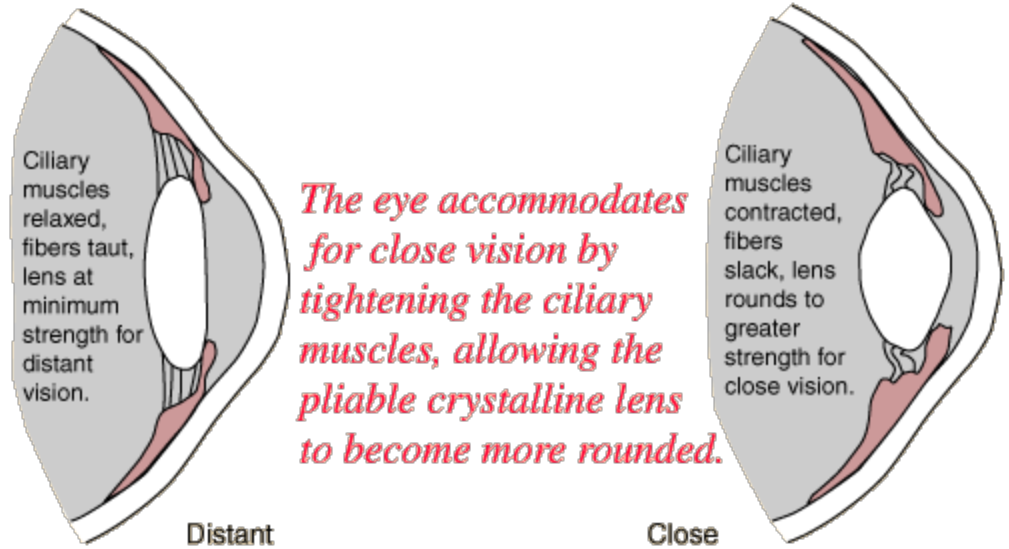 Ciliary
muscles
relaxed,
fibers taut,
lens at
minimum
strength for
distant
vision.
The eye accommodates
for close vision by
tightening the ciliary
muscles, allowing the
pliable crystalline lens
to become more rounded.
Ciliary
muscles
contracted,
fibers
slack, lens
rounds to
greater
strength for
close vision.
Distant
Close